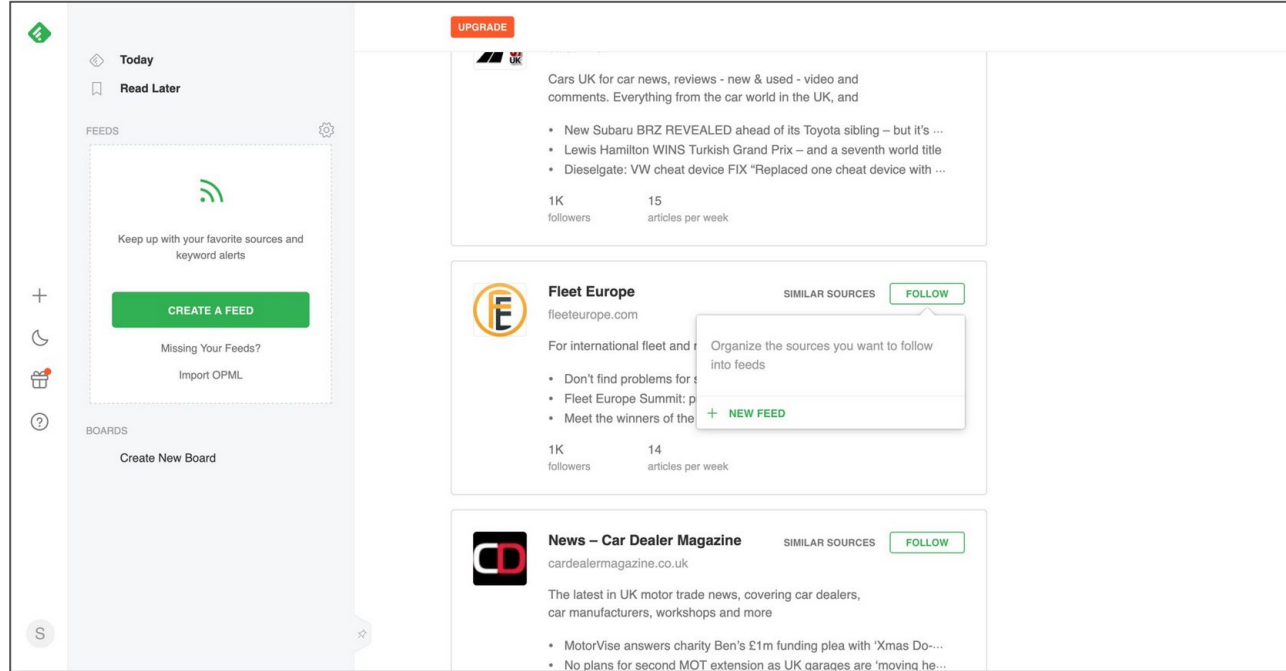 UPGRADE
Today
Read Later
FEEDS
Keep up with your favorite sources and
keyword alerts
CREATE A FEED
Missing Your Feeds?
Import OPML
BOARDS
Create New Board
S
UK
Cars UK for car news, reviews - new & used - video and
comments. Everything from the car world in the UK, and
• New Subaru BRZ REVEALED ahead of its Toyota sibling – but it's ···
• Lewis Hamilton WINS Turkish Grand Prix – and a seventh world title
• Dieselgate: VW cheat device FIX “Replaced one cheat device with ···
1K 15
followers articles per week
FE
Fleet Europe SIMILAR SOURCES FOLLOW
fleeteurope.com
For international fleet and
• Don't find problems for
• Fleet Europe Summit:
• Meet the winners of the
Organize the sources you want to follow
into feeds
+ NEW FEED
1K 14
followers articles per week
CD
News – Car Dealer Magazine SIMILAR SOURCES FOLLOW
cardealermagazine.co.uk
The latest in UK motor trade news, covering car dealers,
car manufacturers, workshops and more
• MotorVise answers charity Ben's £1m funding plea with ‘Xmas Do-···
• No plans for second MOT extension as UK garages are ‘moving he···